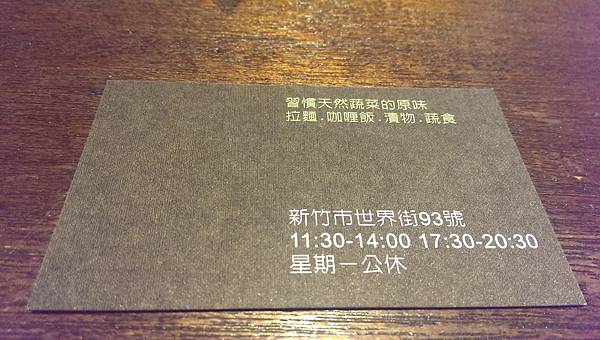 習慣天然蔬菜的原味
拉麵.咖哩飯.漬物.蔬食
新竹市世界街93號
11:30-14:00 17:30-20:30
星期一公休